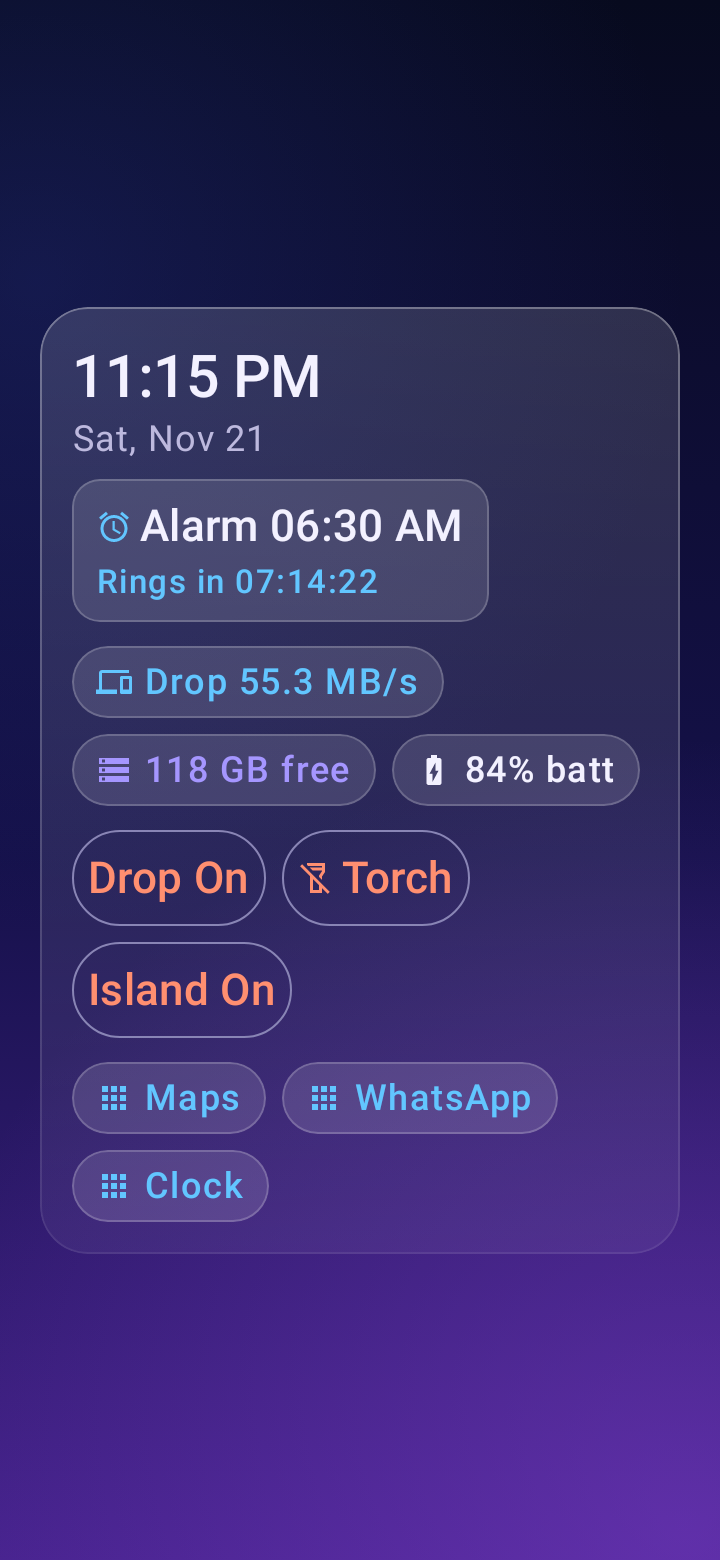 11:15 PM
Sat, Nov 21
Alarm 06:30 AM
Rings in 07:14:22
Drop 55.3 MB/s
118 GB free
84% batt
Drop On
Torch
Island On
Maps
WhatsApp
Clock